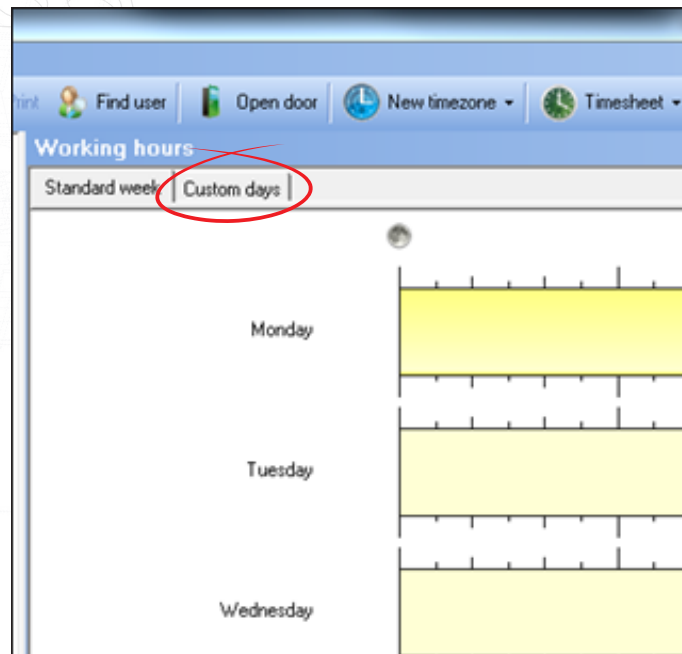 Find user Open door New timezone Timesheet
Working hours
Standard week Custom days
Monday
Tuesday
Wednesday